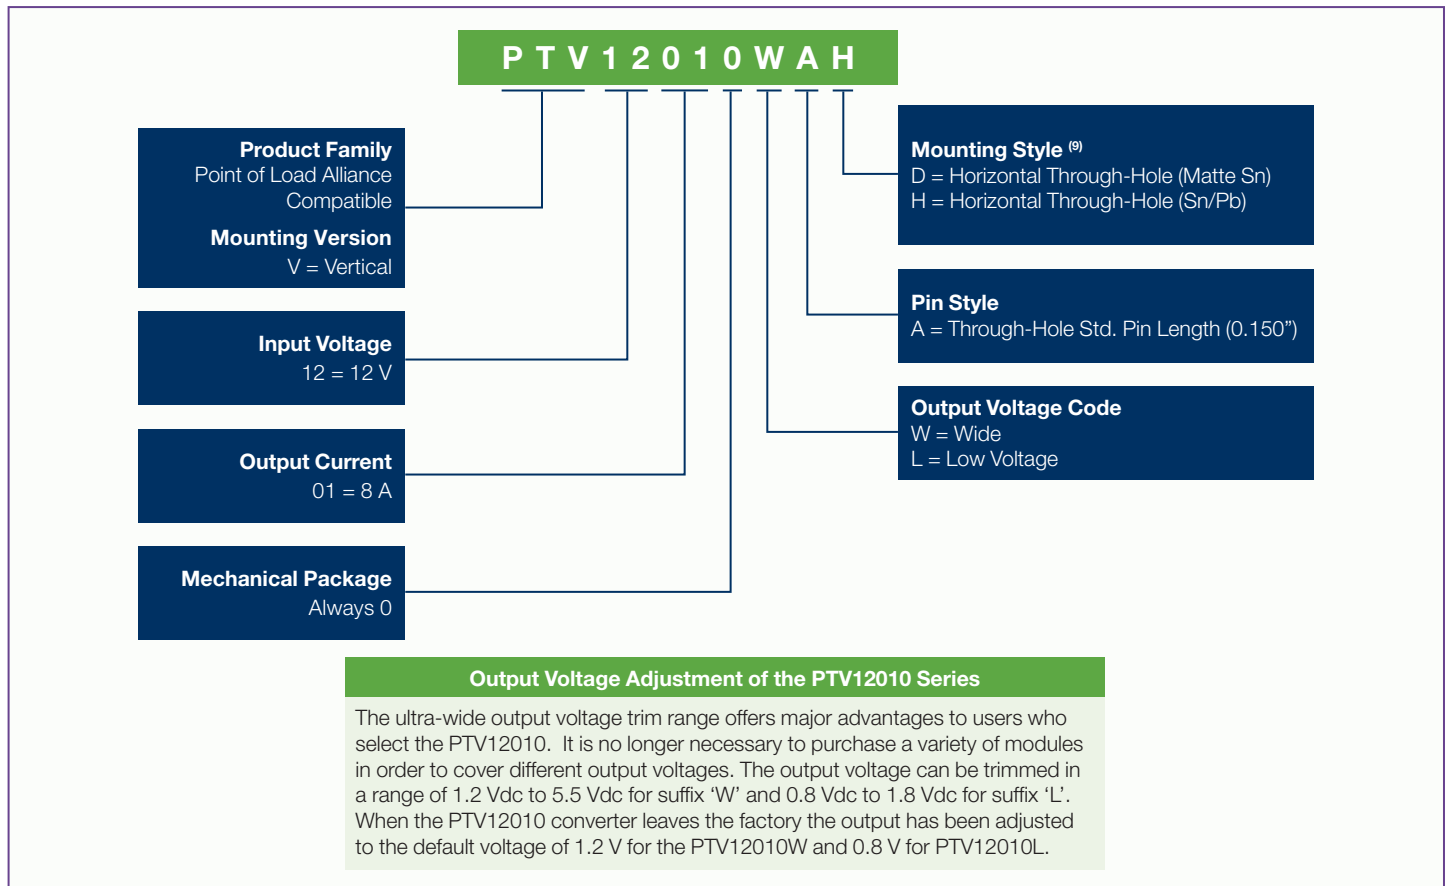 PTV12010WAH
Product Family
Point of Load Alliance
Compatible
Mounting Version
V = Vertical
Input Voltage
12 = 12 V
Output Current
01 = 8 A
Mechanical Package
Always 0
Mounting Style (9)
D = Horizontal Through-Hole (Matte Sn)
H = Horizontal Through-Hole (Sn/Pb)
Pin Style
A = Through-Hole Std. Pin Length (0.150”)
Output Voltage Code
W = Wide
L = Low Voltage
Output Voltage Adjustment of the PTV12010 Series
The ultra-wide output voltage trim range offers major advantages to users who
select the PTV12010.  It is no longer necessary to purchase a variety of modules
in order to cover different output voltages. The output voltage can be trimmed in
a range of 1.2 Vdc to 5.5 Vdc for suffix ‘W’ and 0.8 Vdc to 1.8 Vdc for suffix ‘L’.
When the PTV12010 converter leaves the factory the output has been adjusted
to the default voltage of 1.2 V for the PTV12010W and 0.8 V for PTV12010L.